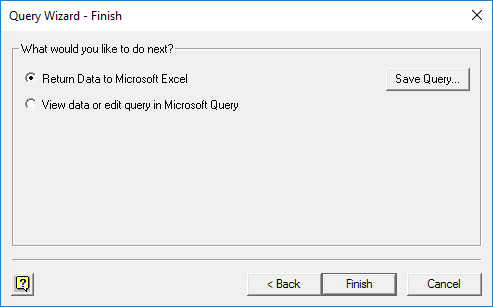 Query Wizard - Finish
What would you like to do next?
Return Data to Microsoft Excel
Save Query...
View data or edit query in Microsoft Query
?
< Back
Finish
Cancel